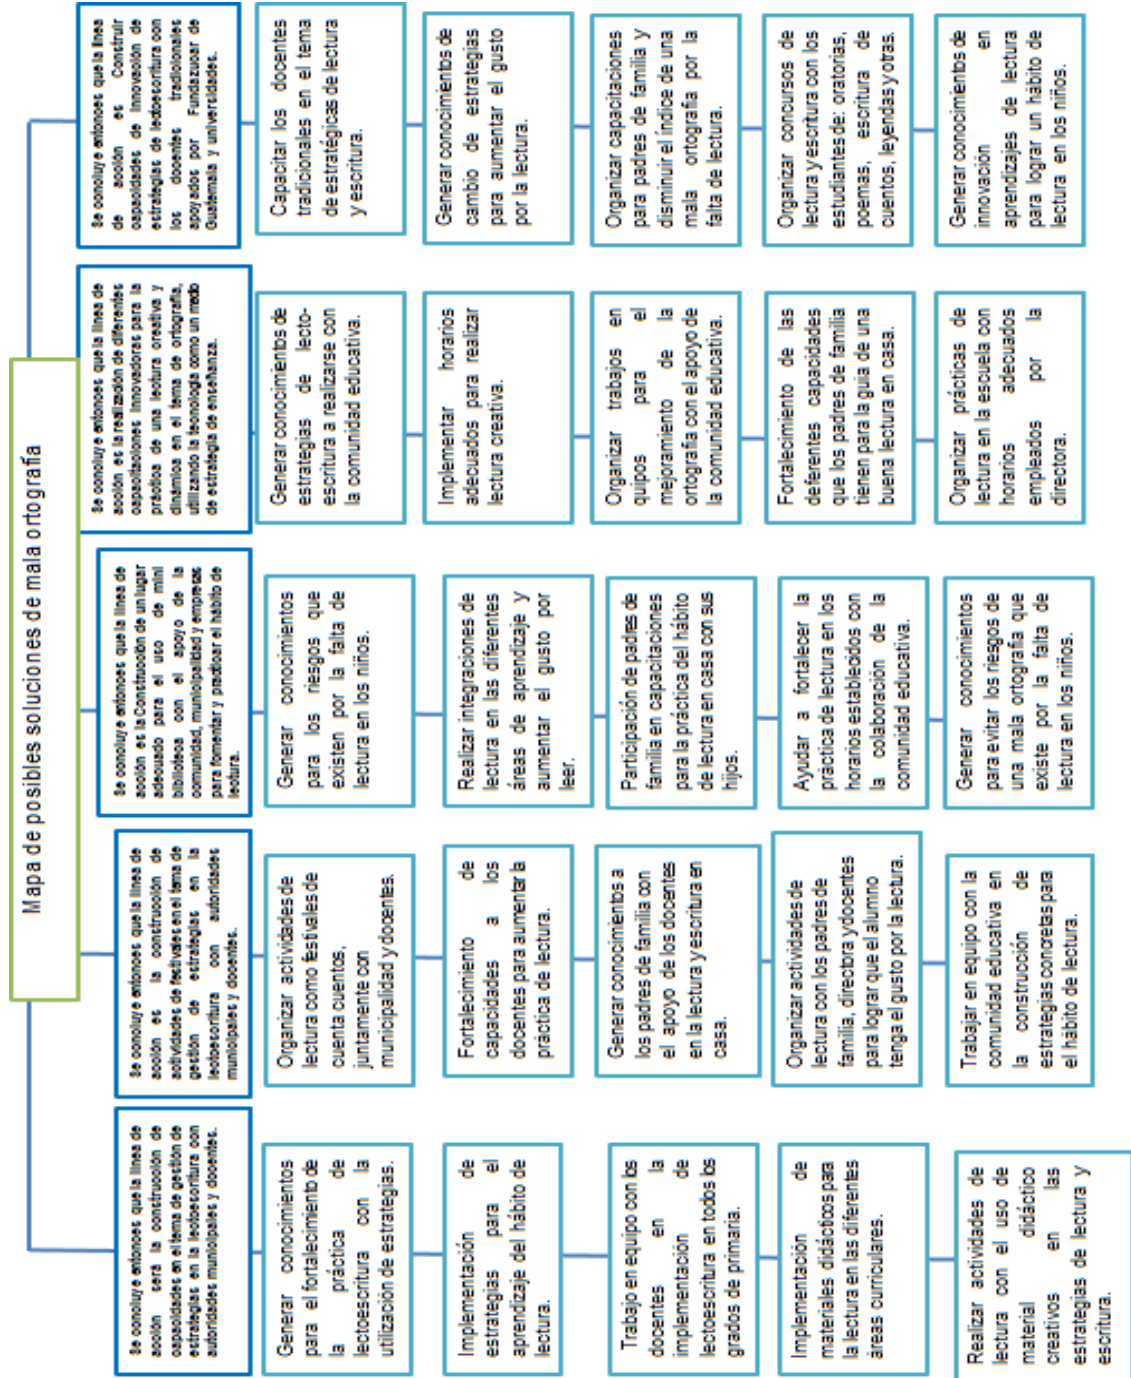 Mapa de posibles soluciones de mala ortografía
Se concluye entonces que la línea de
acción será la construcción de
capacidades en el tema de gestión de
estrategias en la lectoescritura con
autoridades municipales y docentes.
Generar conocimientos
para el fortalecimiento de
la práctica de
lectoescritura con la
utilización de estrategias.
Implementación de
estrategias para el
aprendizaje del hábito de
lectura.
Trabajo en equipo con los
docentes en la
implementación de
lectoescritura en todos los
grados de primaria.
Implementación de
materiales didácticos para
la lectura en las diferentes
áreas curriculares.
Realizar actividades de
lectura con el uso de
material didáctico
creativos en las
estrategias de lectura y
escritura.
Se concluye entonces que la línea de
acción es la construcción de
actividades de festivales en el tema de
gestión de estrategias en la
lectoescritura con autoridades
municipales y docentes.
Organizar actividades de
lectura como festivales de
cuenta cuentos,
juntamente con
municipalidad y docentes.
Fortalecimiento de
capacidades a los
docentes para aumentar la
práctica de lectura.
Generar conocimientos a
los padres de familia con
el apoyo de los docentes
en la lectura y escritura en
casa.
Organizar actividades de
lectura con los padres de
familia, directora y docentes
para lograr que el alumno
tenga el gusto por la lectura.
Trabajar en equipo con la
comunidad educativa en
la construcción de
estrategias concretas para
el hábito de lectura.
Se concluye entonces que la línea de
acción es la Construcción de un lugar
adecuado para el uso de mini
biblioteca con el apoyo de la
comunidad, municipalidad y empresas
para fomentar y practicar el hábito de
lectura.
Generar conocimientos
para los riesgos que
existen por la falta de
lectura en los niños.
Realizar integraciones de
lectura en las diferentes
áreas de aprendizaje y
aumentar el gusto por
leer.
Participación de padres de
familia en capacitaciones
para la práctica del hábito
de lectura en casa con sus
hijos.
Ayudar a fortalecer la
práctica de lectura en los
horarios establecidos con
la colaboración de la
comunidad educativa.
Generar conocimientos
para evitar los riesgos de
una mala ortografía que
existe por la falta de
lectura en los niños.
Se concluye entonces que la línea de
acción es la realización de diferentes
capacitaciones innovadoras para la
práctica de una lectura creativa y
dinámica en el tema de ortografía,
utilizando la tecnología como un medio
de estrategia de enseñanza.
Generar conocimientos de
estrategias de lecto-
escritura a realizarse con
la comunidad educativa.
Implementar horarios
adecuados para realizar
lectura creativa.
Organizar trabajos en
quipos para el
mejoramiento de la
ortografía con el apoyo de
la comunidad educativa.
Fortalecimiento de las
deferentes capacidades
que los padres de familia
tienen para la guía de una
buena lectura en casa.
Organizar prácticas de
lectura en la escuela con
horarios adecuados
empleados por la
directora.
Se concluye entonces que la línea
de acción es Construir
capacidades de innovación de
estrategias de lectoescritura con
los docentes tradicionales
apoyados por Fundazucar de
Guatemala y universidades.
Capacitar los docentes
tradicionales en el tema
de estratégicas de lectura
y escritura.
Generar conocimientos de
cambio de estrategias
para aumentar el gusto
por la lectura.
Organizar capacitaciones
para padres de familia y
disminuir el índice de una
mala ortografía por la
falta de lectura.
Organizar concursos de
lectura y escritura con los
estudiantes de: oratorias,
poemas, escritura de
cuentos, leyendas y otras.
Generar conocimientos de
innovación en
aprendizajes de lectura
para lograr un hábito de
lectura en los niños.